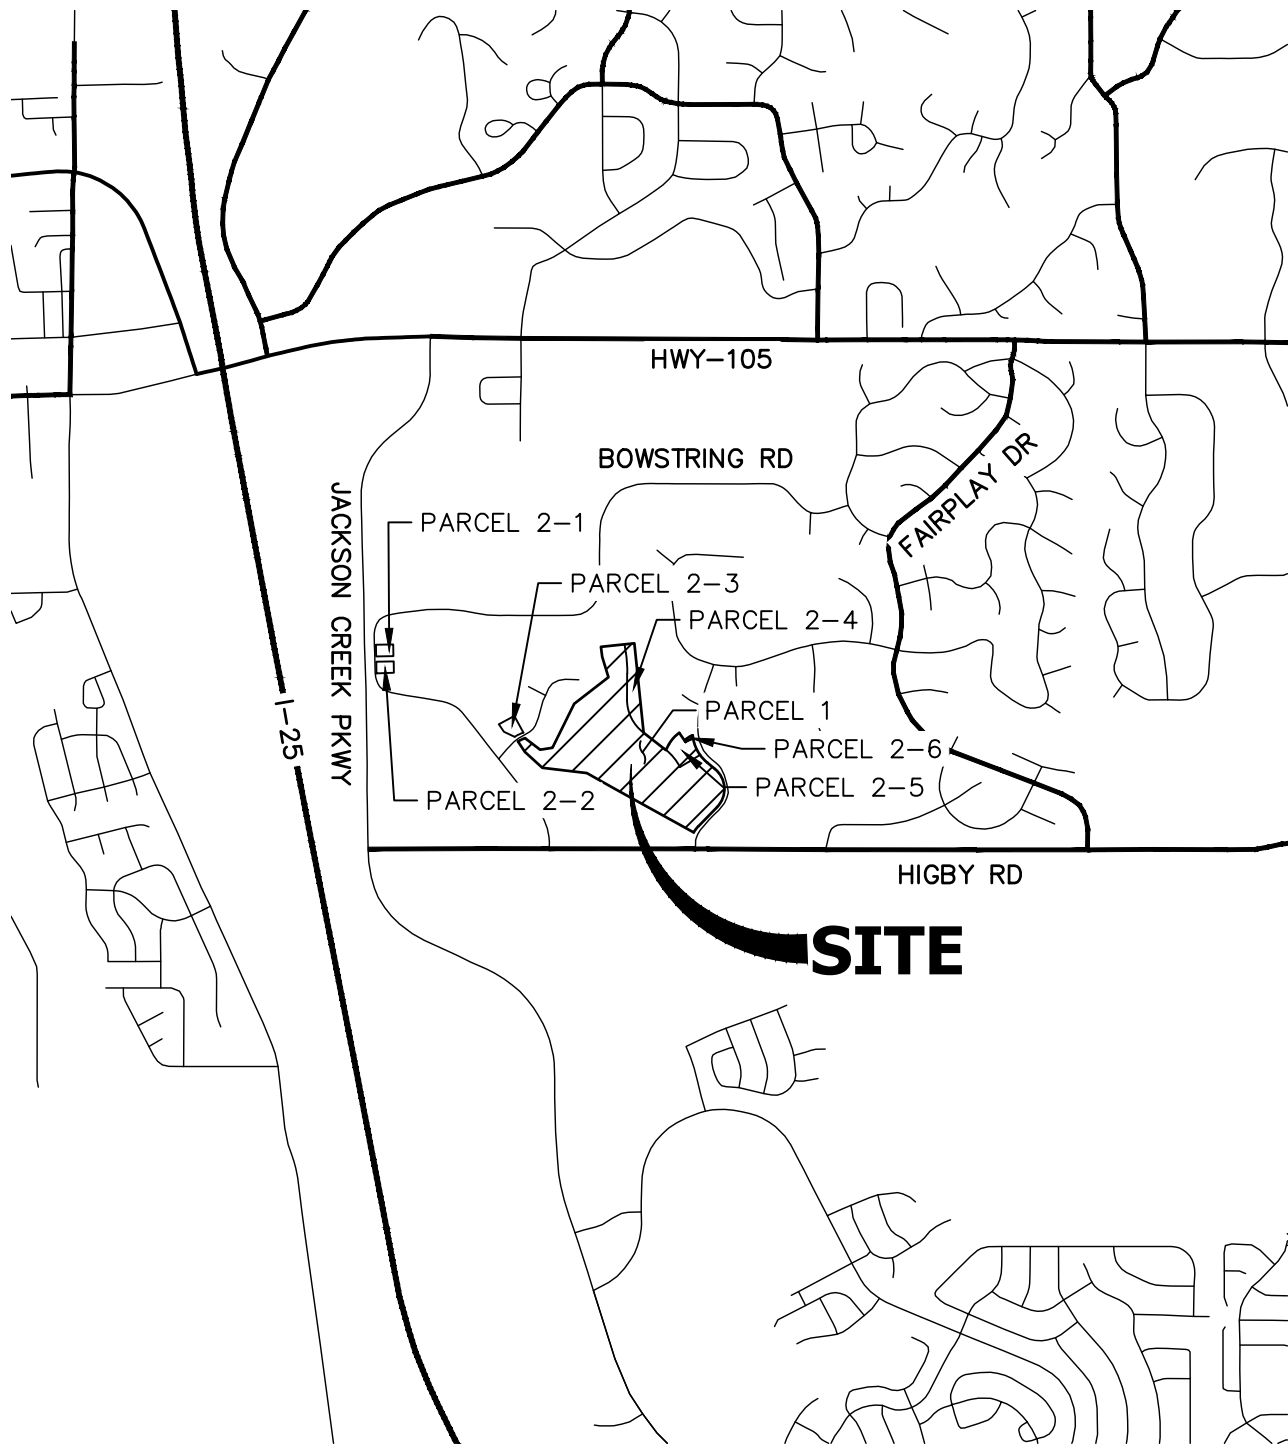 HWY-105
BOWSTRING RD
FAIRPLAY DR
JACKSON CREEK PKWY
PARCEL 2-1
PARCEL 2-3
PARCEL 2-4
I-25
PARCEL 1
PARCEL 2-6
PARCEL 2-5
PARCEL 2-2
HIGBY RD
SITE